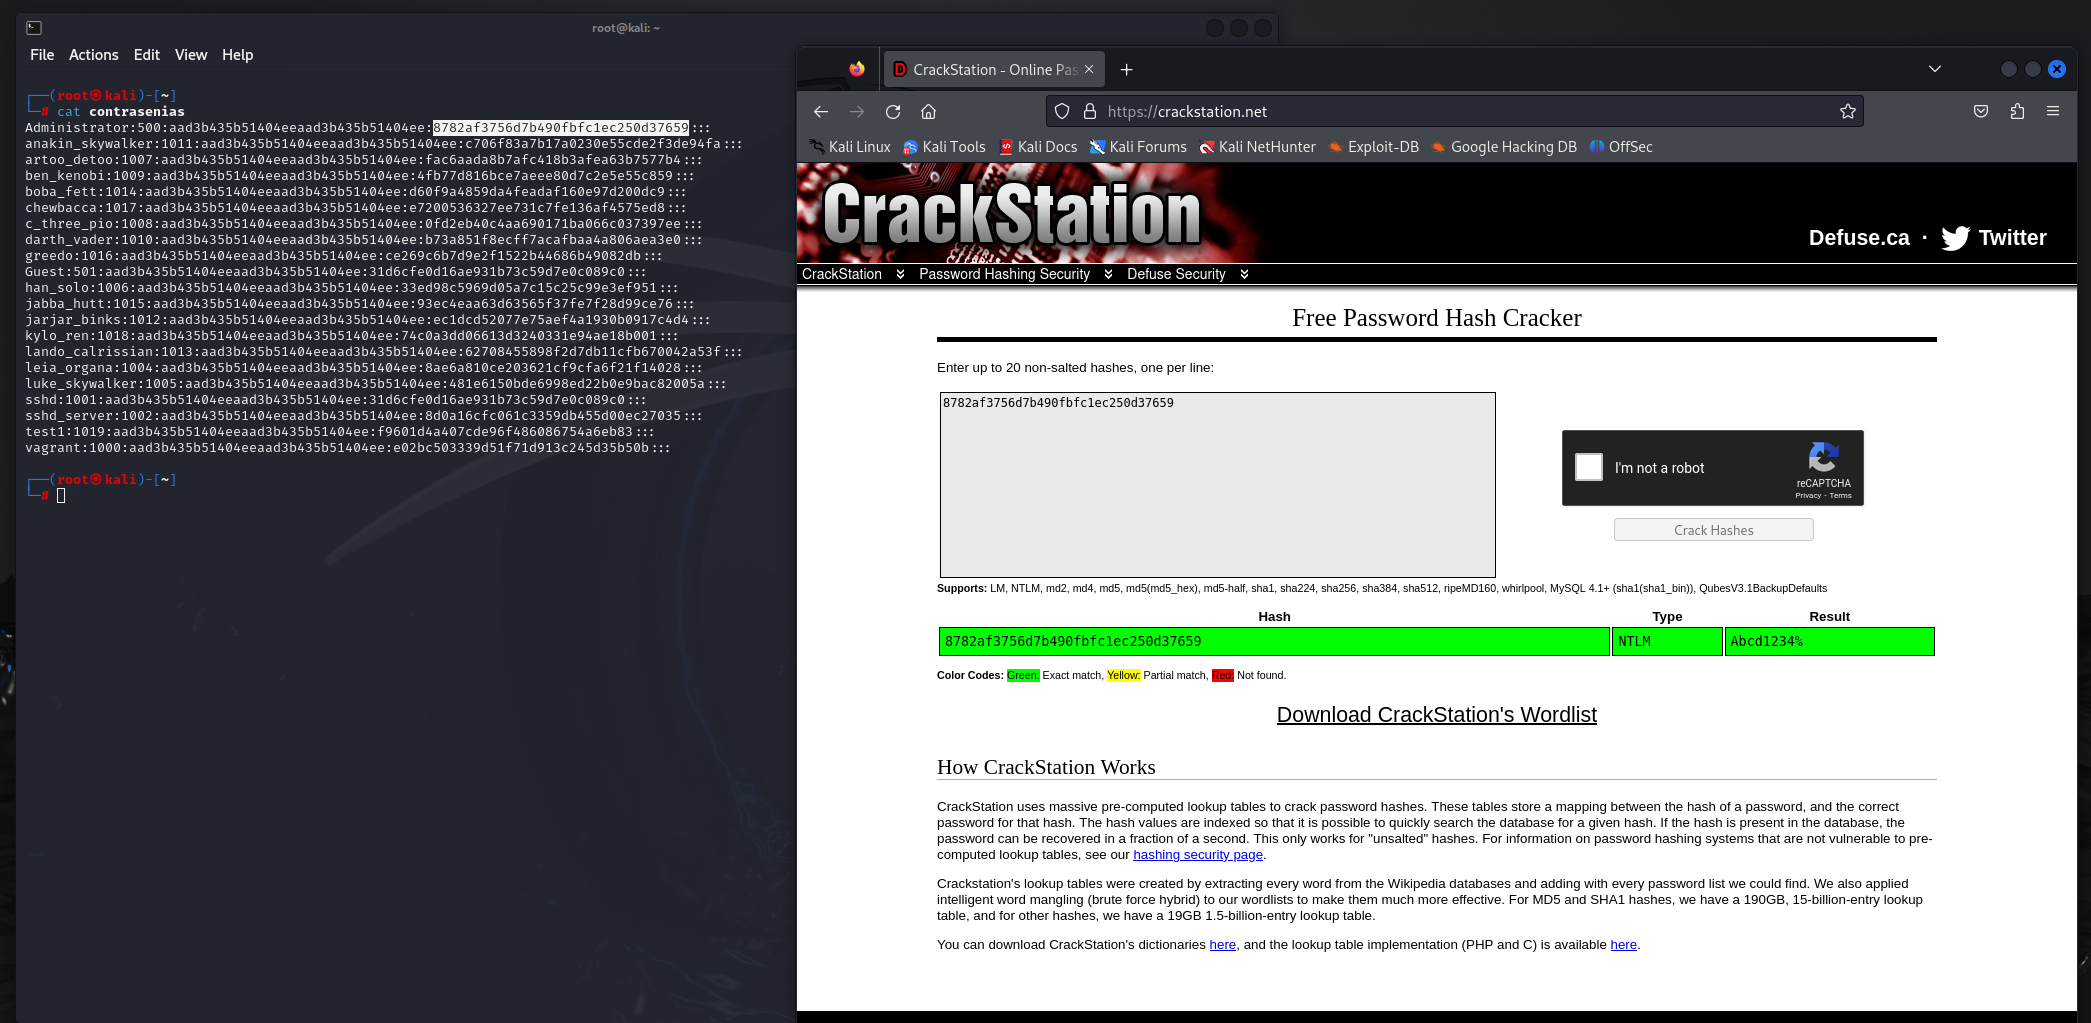 root@kali: ~
File Actions Edit View Help
┌──(root㉿kali)-[~]
└─# cat contrasenias
Administrator:500:aad3b435b51404eeaad3b435b51404ee:8782af3756d7b490fbfc1ec250d37659:::
anakin_skywalker:1011:aad3b435b51404eeaad3b435b51404ee:c706f83a7b17a0230e55cde2f3de94fa:::
artoo_detoo:1007:aad3b435b51404eeaad3b435b51404ee:fac6aada8b7afc418b3afea63b7577b4:::
ben_kenobi:1009:aad3b435b51404eeaad3b435b51404ee:4fb77d816bce7aeee80d7c2e5e55c859:::
boba_fett:1014:aad3b435b51404eeaad3b435b51404ee:d60f9a4859da4feadaf160e97d200dc9:::
chewbacca:1017:aad3b435b51404eeaad3b435b51404ee:e7200536327ee731c7fe136af4575ed8:::
c_three_pio:1008:aad3b435b51404eeaad3b435b51404ee:0fd2eb40c4aa690171ba066c037397ee:::
darth_vader:1010:aad3b435b51404eeaad3b435b51404ee:b73a851f8ecff7acafbaa4a806aea3e0:::
greedo:1016:aad3b435b51404eeaad3b435b51404ee:ce269c6b7d9e2f1522b44686b49082db:::
Guest:501:aad3b435b51404eeaad3b435b51404ee:31d6cfe0d16ae931b73c59d7e0c089c0:::
han_solo:1006:aad3b435b51404eeaad3b435b51404ee:33ed98c5969d05a7c15c25c99e3ef951:::
jabba_hutt:1015:aad3b435b51404eeaad3b435b51404ee:93ec4eaa63d63565f37fe7f28d99ce76:::
jarjar_binks:1012:aad3b435b51404eeaad3b435b51404ee:ec1dcd52077e75aef4a1930b0917c4d4:::
kylo_ren:1018:aad3b435b51404eeaad3b435b51404ee:74c0a3dd06613d3240331e94ae18b001:::
lando_calrissian:1013:aad3b435b51404eeaad3b435b51404ee:62708455898f2d7db11cfb670042a53f:::
leia_organa:1004:aad3b435b51404eeaad3b435b51404ee:8ae6a810ce203621cf9cfa6f21f14028:::
luke_skywalker:1005:aad3b435b51404eeaad3b435b51404ee:481e6150bde6998ed22b0e9bac82005a:::
sshd:1001:aad3b435b51404eeaad3b435b51404ee:31d6cfe0d16ae931b73c59d7e0c089c0:::
sshd_server:1002:aad3b435b51404eeaad3b435b51404ee:8d0a16cfc061c3359db455d00ec27035:::
test1:1019:aad3b435b51404eeaad3b435b51404ee:f9601d4a407cde96f486086754a6eb83:::
vagrant:1000:aad3b435b51404eeaad3b435b51404ee:e02bc503339d51f71d913c245d35b50b:::
┌──(root㉿kali)-[~]
└─#
CrackStation - Online Pas
https://crackstation.net
Kali Linux Kali Tools Kali Docs Kali Forums Kali NetHunter Exploit-DB Google Hacking DB OffSec
CrackStation
Defuse.ca · Twitter
CrackStation Password Hashing Security Defuse Security
Free Password Hash Cracker
Enter up to 20 non-salted hashes, one per line:
8782af3756d7b490fbfc1ec250d37659
I'm not a robot
reCAPTCHA
Privacy - Terms
Crack Hashes
Supports: LM, NTLM, md2, md4, md5, md5(md5_hex), md5-half, sha1, sha224, sha256, sha384, sha512, ripeMD160, whirlpool, MySQL 4.1+ (sha1(sha1_bin)), QubesV3.1BackupDefaults
Hash Type Result
8782af3756d7b490fbfc1ec250d37659 NTLM Abcd1234%
Color Codes: Green: Exact match, Yellow: Partial match, Red: Not found.
Download CrackStation's Wordlist
How CrackStation Works
CrackStation uses massive pre-computed lookup tables to crack password hashes. These tables store a mapping between the hash of a password, and the correct
password for that hash. The hash values are indexed so that it is possible to quickly search the database for a given hash. If the hash is present in the database, the
password can be recovered in a fraction of a second. This only works for "unsalted" hashes. For information on password hashing systems that are not vulnerable to pre-
computed lookup tables, see our hashing security page.
Crackstation's lookup tables were created by extracting every word from the Wikipedia databases and adding with every password list we could find. We also applied
intelligent word mangling (brute force hybrid) to our wordlists to make them much more effective. For MD5 and SHA1 hashes, we have a 190GB, 15-billion-entry lookup
table, and for other hashes, we have a 19GB 1.5-billion-entry lookup table.
You can download CrackStation's dictionaries here, and the lookup table implementation (PHP and C) is available here.